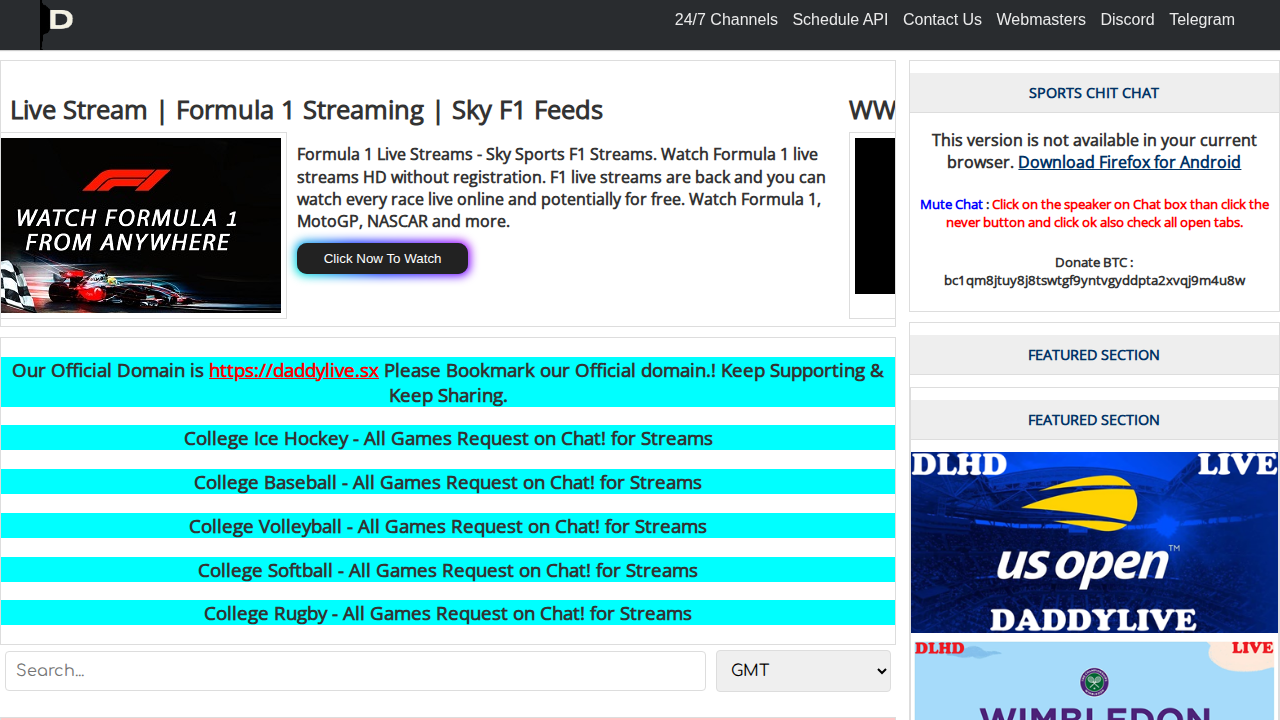 D
24/7 Channels Schedule API Contact Us Webmasters Discord Telegram
Live Stream | Formula 1 Streaming | Sky F1 Feeds
WATCH FORMULA 1
FROM ANYWHERE
Formula 1 Live Streams - Sky Sports F1 Streams. Watch Formula 1 live
streams HD without registration. F1 live streams are back and you can
watch every race live online and potentially for free. Watch Formula 1,
MotoGP, NASCAR and more.
Click Now To Watch
WW
Our Official Domain is https://daddylive.sx Please Bookmark our Official domain.! Keep Supporting &
Keep Sharing.
College Ice Hockey - All Games Request on Chat! for Streams
College Baseball - All Games Request on Chat! for Streams
College Volleyball - All Games Request on Chat! for Streams
College Softball - All Games Request on Chat! for Streams
College Rugby - All Games Request on Chat! for Streams
Search...
GMT
SPORTS CHIT CHAT
This version is not available in your current
browser. Download Firefox for Android
Mute Chat : Click on the speaker on Chat box than click the
never button and click ok also check all open tabs.
Donate BTC :
bc1qm8jtuy8j8tswtgf9yntvgyddpta2xvqj9m4u8w
FEATURED SECTION
FEATURED SECTION
DLHD LIVE
us open
DADDYLIVE
DLHD LIVE
WIMBLEDON